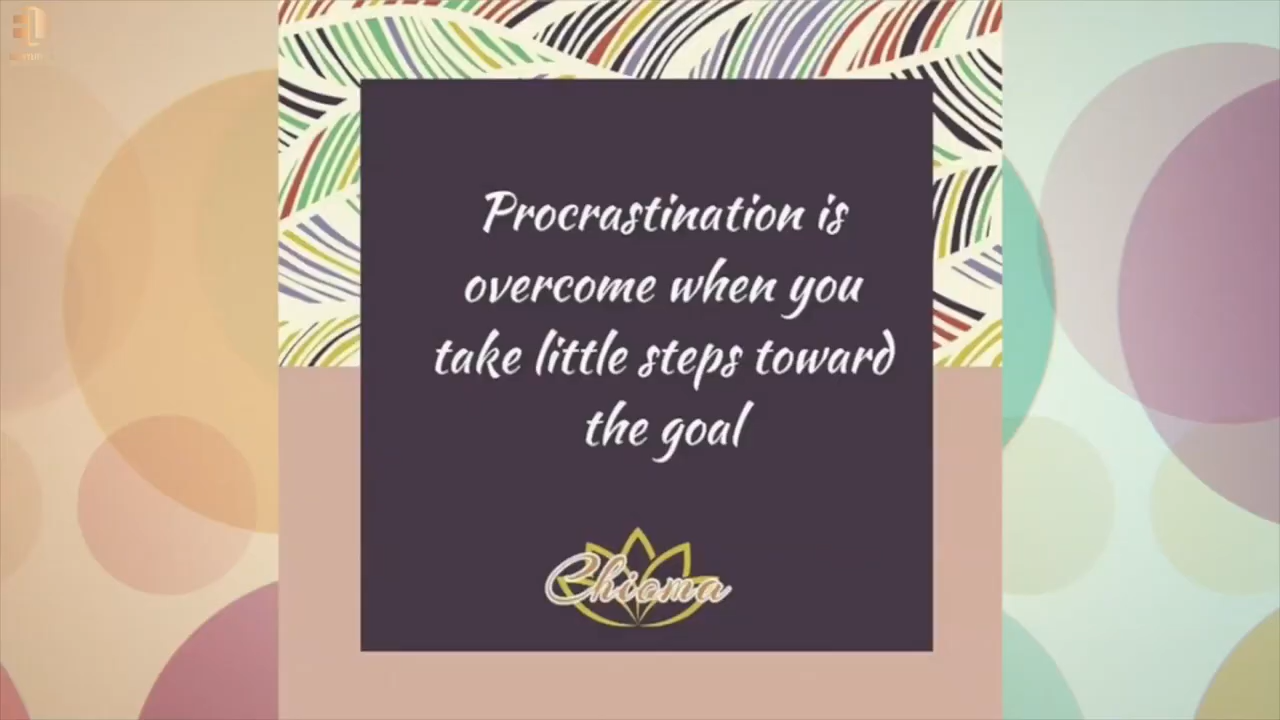 Procrastination is
overcome when you
take little steps toward
the goal
Chioma